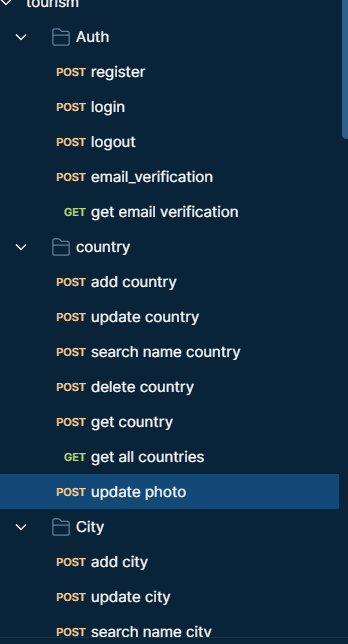 tourism
Auth
POST register
POST login
POST logout
POST email_verification
GET get email verification
country
POST add country
POST update country
POST search name country
POST delete country
POST get country
GET get all countries
POST update photo
City
POST add city
POST update city
POST search name city